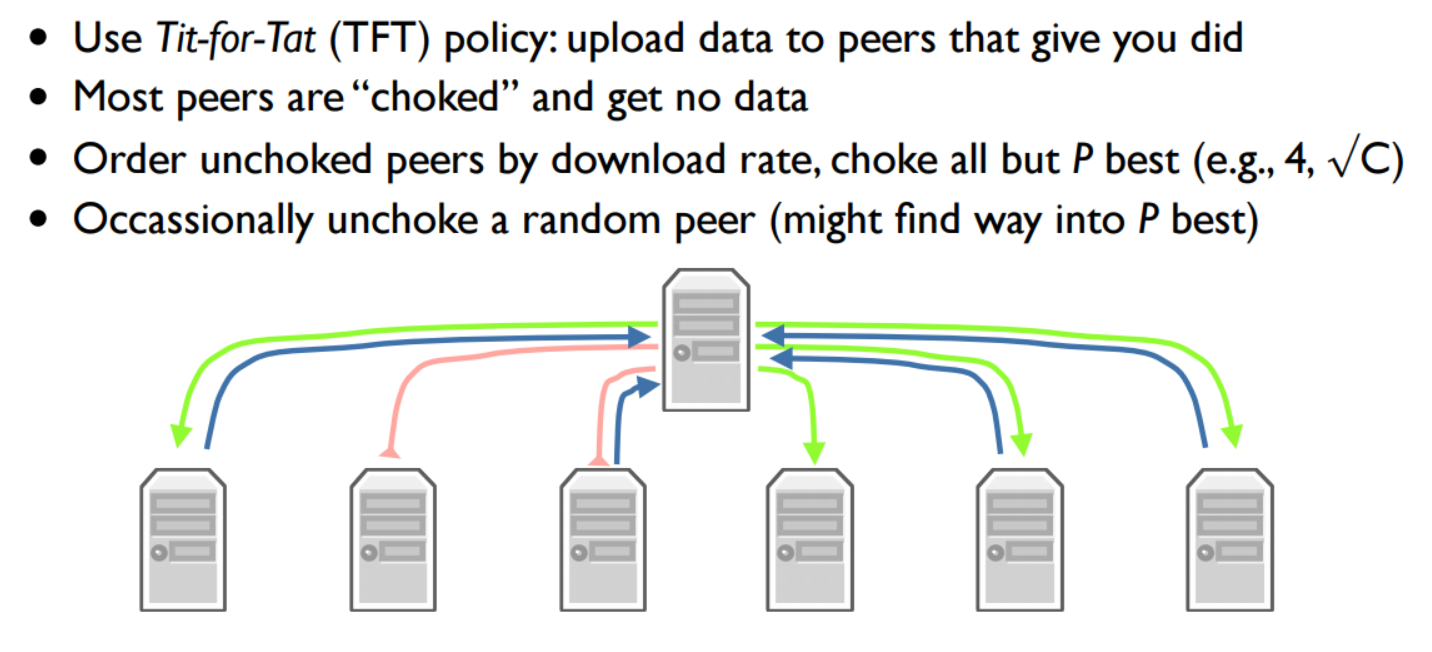 • Use Tit-for-Tat (TFT) policy: upload data to peers that give you did
• Most peers are “choked” and get no data
• Order unchoked peers by download rate, choke all but P best (e.g., 4, √C)
• Occassionally unchoke a random peer (might find way into P best)